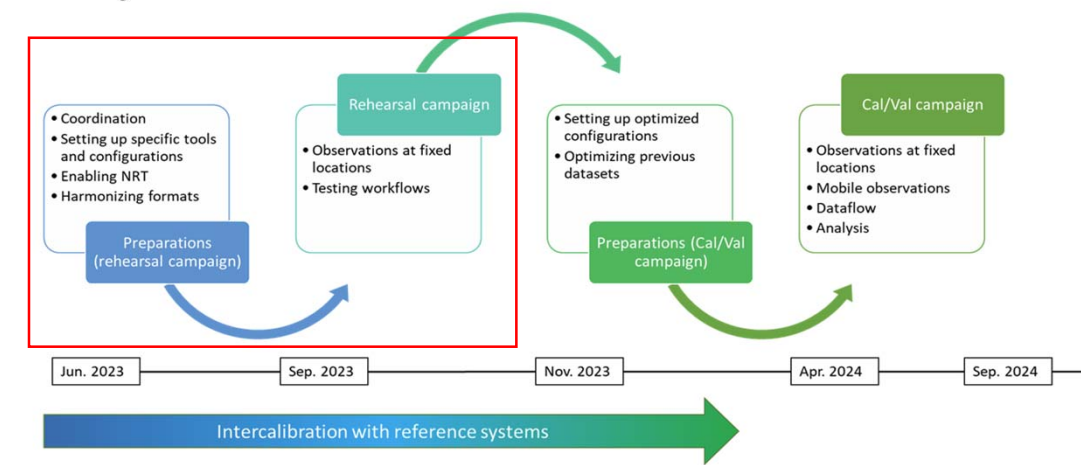 • Coordination
• Setting up specific tools
and configurations
• Enabling NRT
• Harmonizing formats
Preparations
(rehearsal campaign)
Rehearsal campaign
• Observations at fixed
locations
• Testing workflows
• Setting up optimized
configurations
• Optimizing previous
datasets
Preparations (Cal/Val
campaign)
Cal/Val campaign
• Observations at fixed
locations
• Mobile observations
• Dataflow
• Analysis
Jun. 2023
Sep. 2023
Nov. 2023
Apr. 2024
Sep. 2024
Intercalibration with reference systems